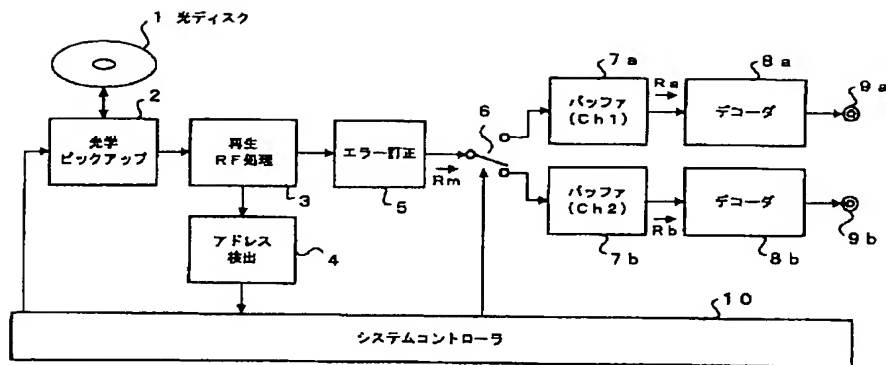 1 光ディスク
2
光学
ピックアップ
再生
RF処理
3
アドレス
検出
4
エラー訂正
5
Rm
6
7a
バッファ
(Ch1)
Ra
8a
デコーダ
9a
バッファ
(Ch2)
7b
Rb
デコーダ
8b
9b
10
システムコントローラ